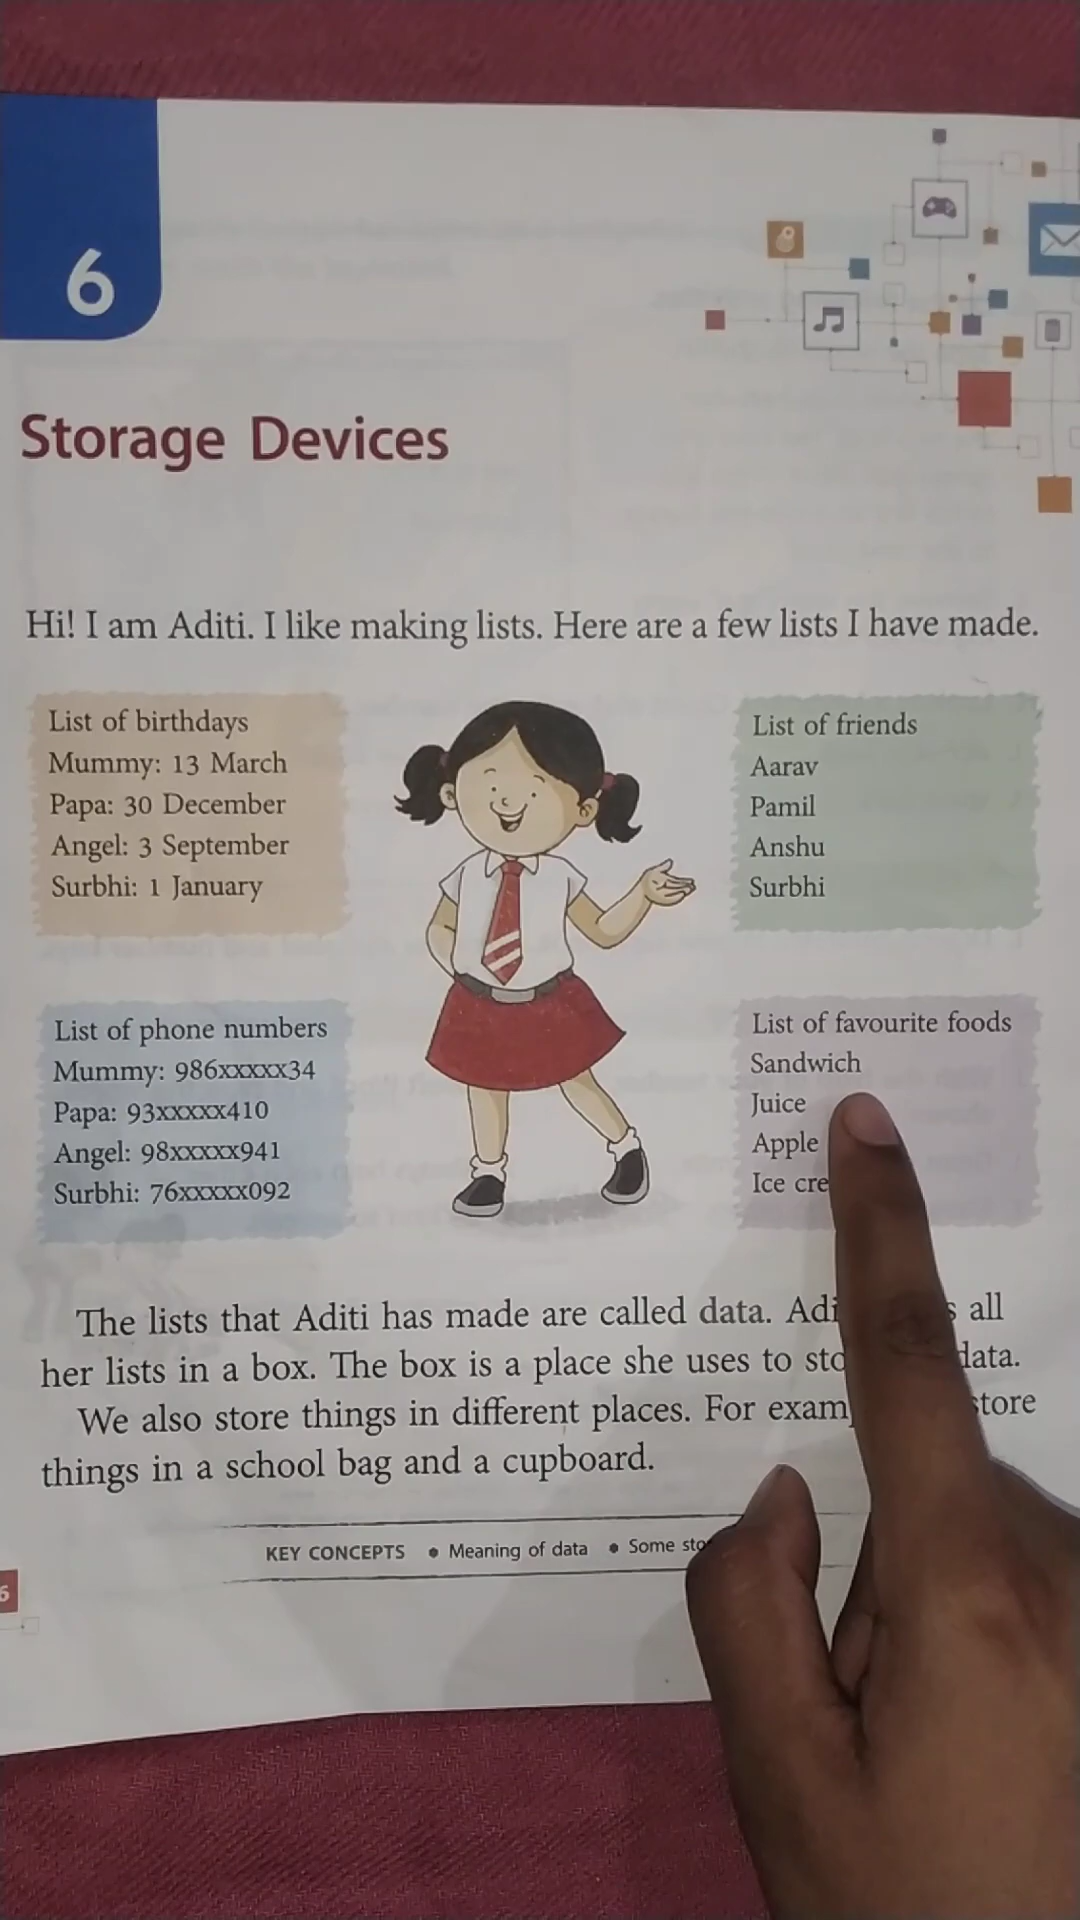 6
Storage Devices
Hi! I am Aditi. I like making lists. Here are a few lists I have made.
List of birthdays
Mummy: 13 March
Papa: 30 December
Angel: 3 September
Surbhi: 1 January
List of friends
Aarav
Pamil
Anshu
Surbhi
List of phone numbers
Mummy: 986xxxxx34
Papa: 93xxxxx410
Angel: 98xxxxx941
Surbhi: 76xxxxx092
List of favourite foods
Sandwich
Juice
Apple
Ice
The lists that Aditi has made are called data. all
her lists in a box. The box is a place she uses to data.
We also store things in different places. For store
things in a school bag and a cupboard.
KEY CONCEPTS • Meaning of data • Some
6